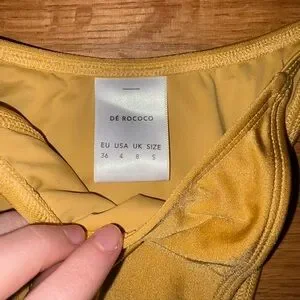 DÉ ROCOCO
EU USA UK SIZE
36 4 8 S